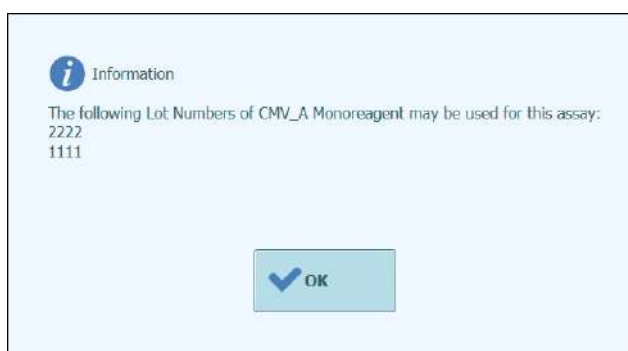 Information
The following Lot Numbers of CMV_A Monoreagent may be used for this assay:
2222
1111
OK